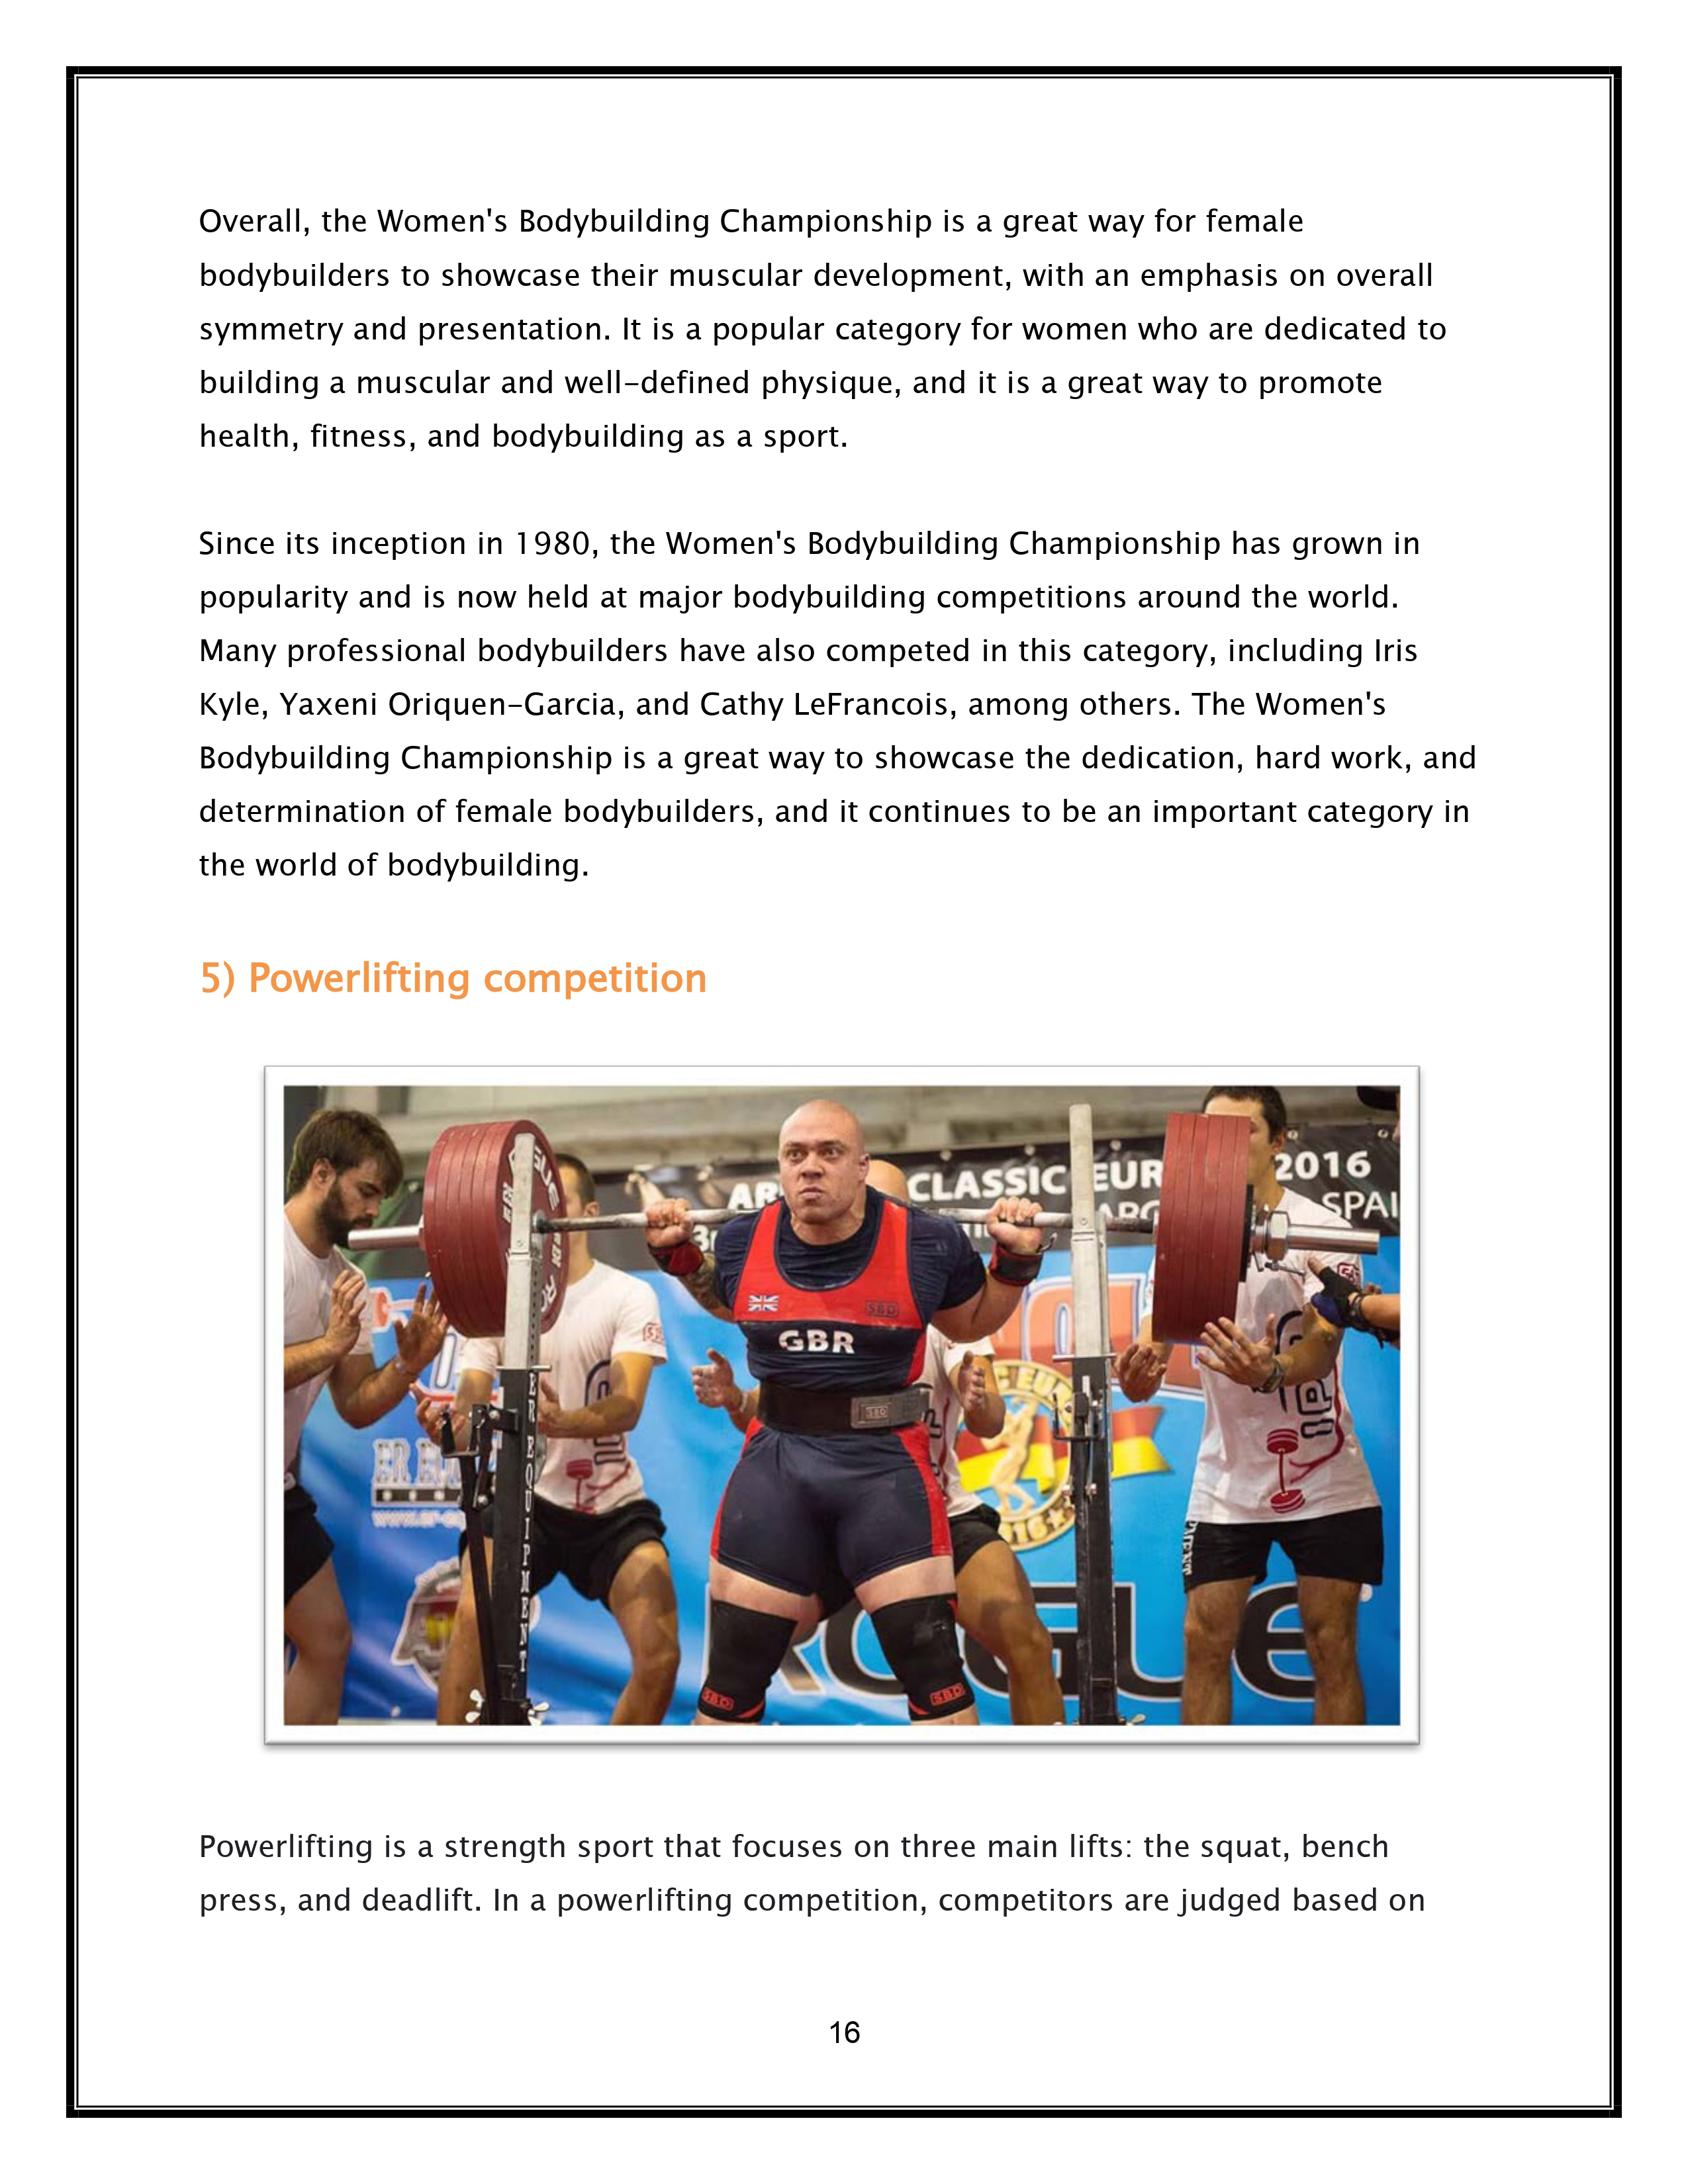 Overall, the Women's Bodybuilding Championship is a great way for female
bodybuilders to showcase their muscular development, with an emphasis on overall
symmetry and presentation. It is a popular category for women who are dedicated to
building a muscular and well-defined physique, and it is a great way to promote
health, fitness, and bodybuilding as a sport.
Since its inception in 1980, the Women's Bodybuilding Championship has grown in
popularity and is now held at major bodybuilding competitions around the world.
Many professional bodybuilders have also competed in this category, including Iris
Kyle, Yaxeni Oriquen-Garcia, and Cathy LeFrancois, among others. The Women's
Bodybuilding Championship is a great way to showcase the dedication, hard work, and
determination of female bodybuilders, and it continues to be an important category in
the world of bodybuilding.
5) Powerlifting competition
CLASSIC EUR 2016
SPAI
SBD
GBR
SBD
ER EQUIPMENT
ROGUE
SBD
SBD
Powerlifting is a strength sport that focuses on three main lifts: the squat, bench
press, and deadlift. In a powerlifting competition, competitors are judged based on
16